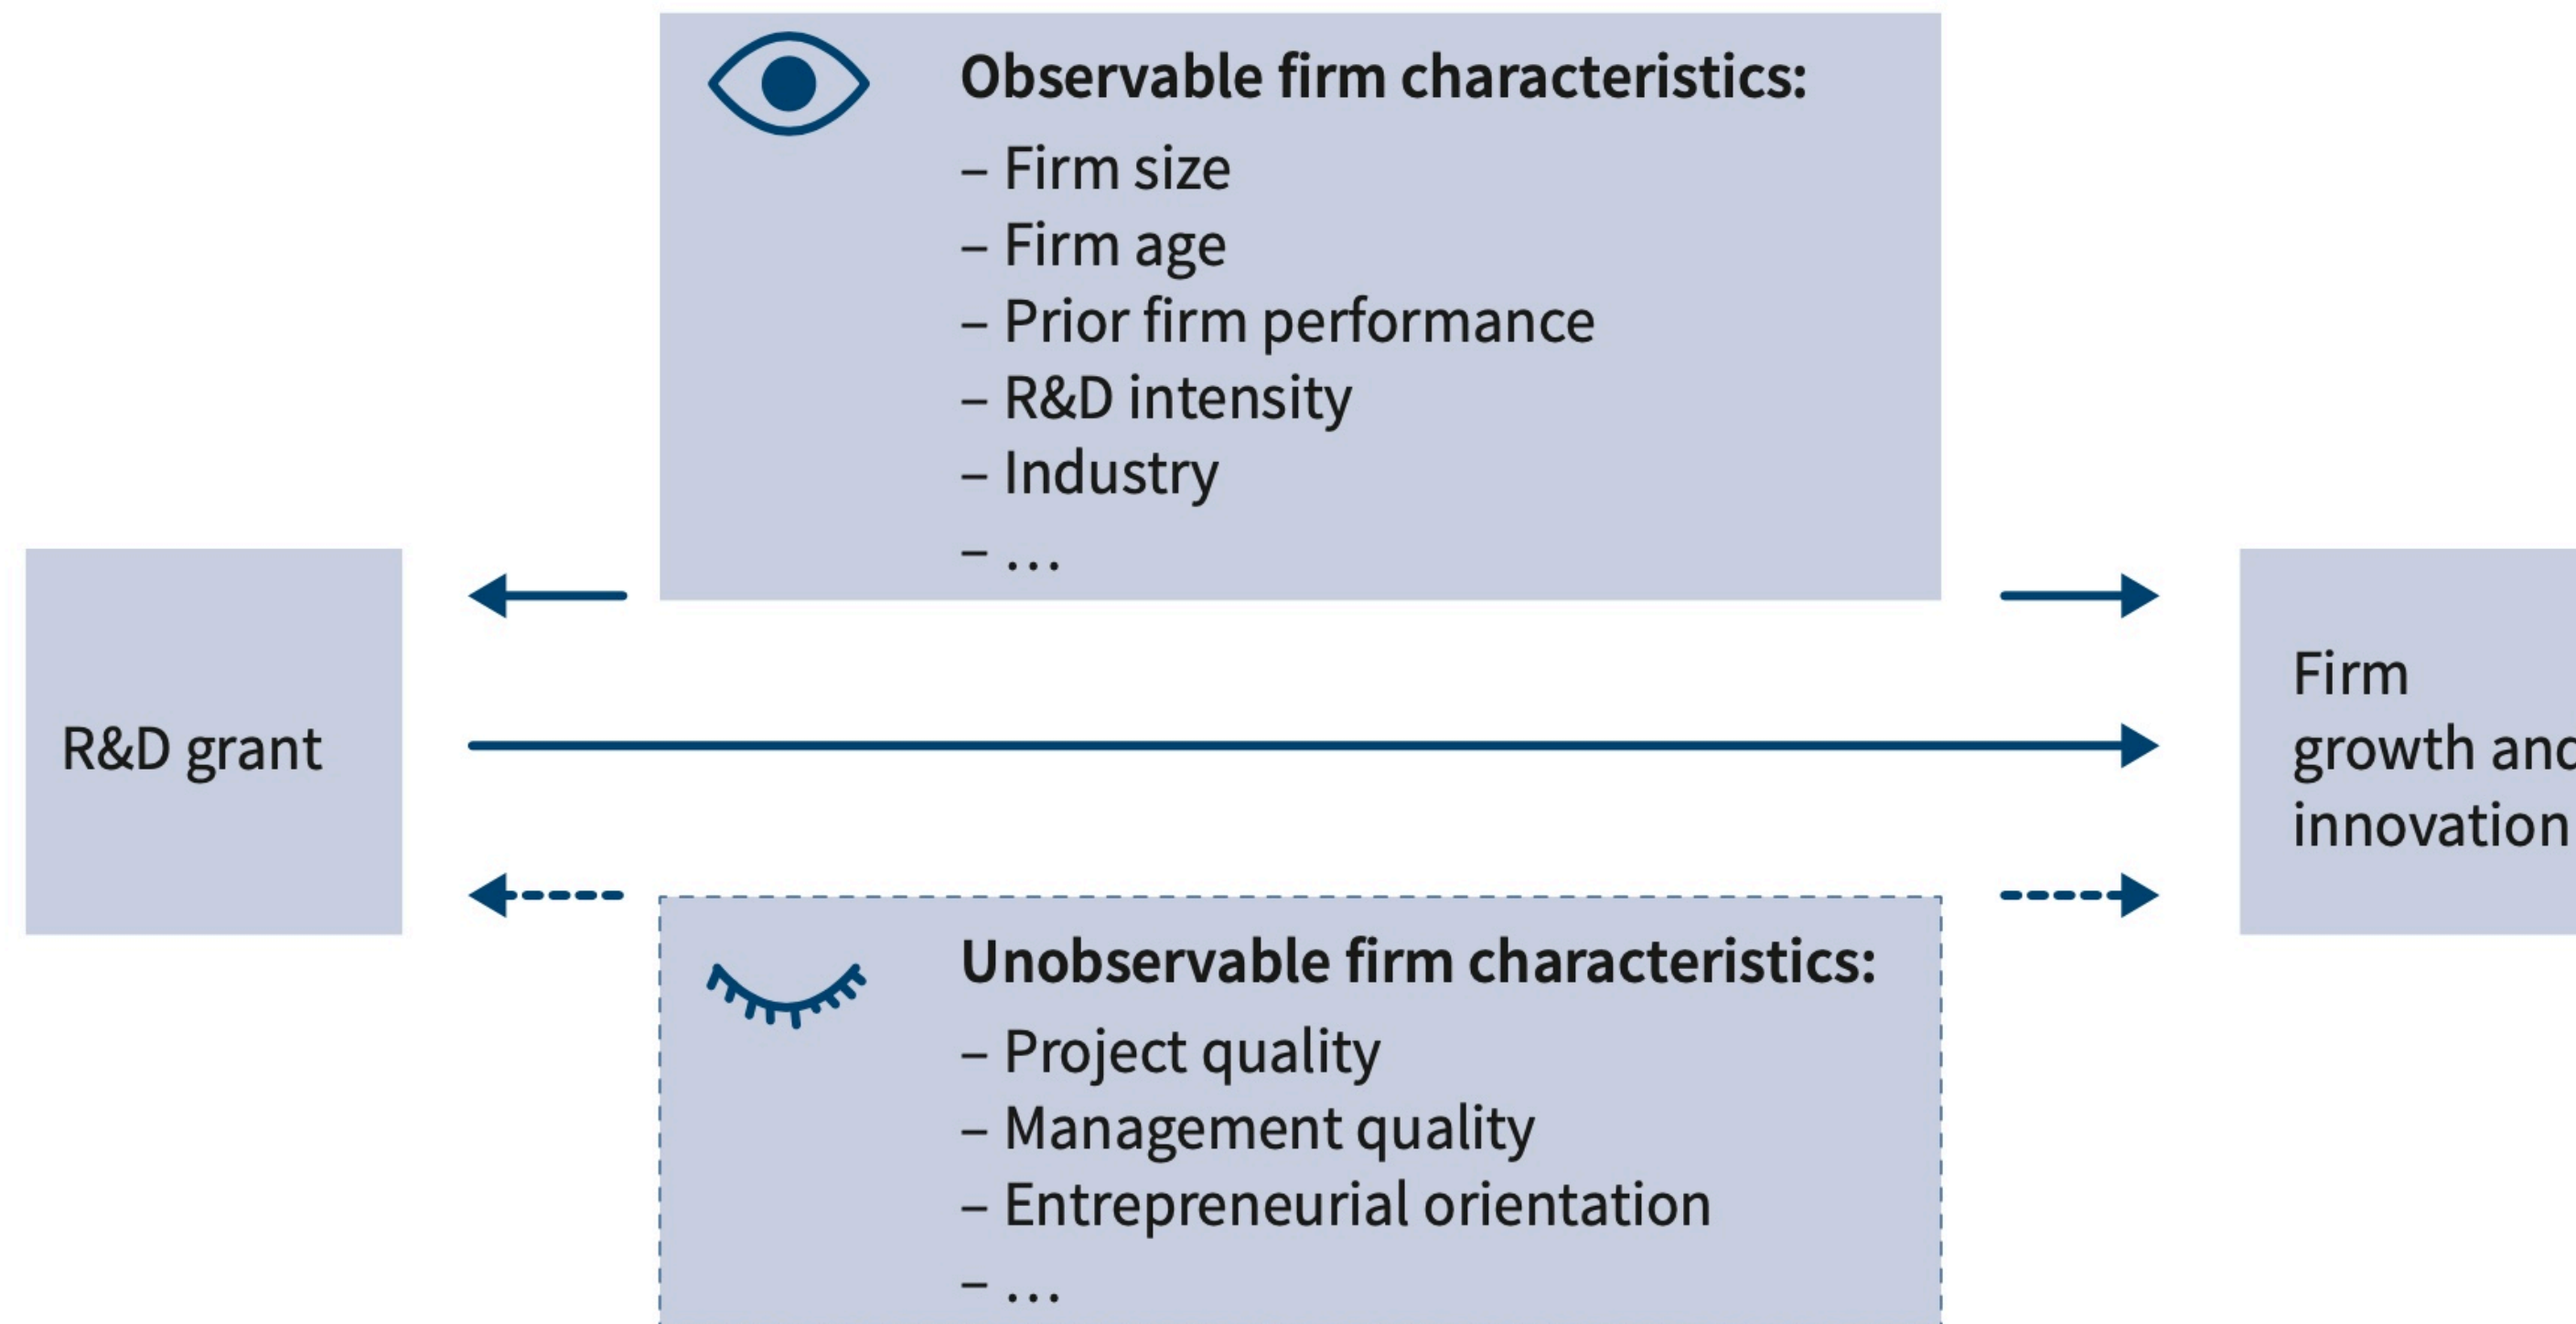 Observable firm characteristics:
– Firm size
– Firm age
– Prior firm performance
– R&D intensity
– Industry
– …
R&D grant
Firm
growth and
innovation
Unobservable firm characteristics:
– Project quality
– Management quality
– Entrepreneurial orientation
– …